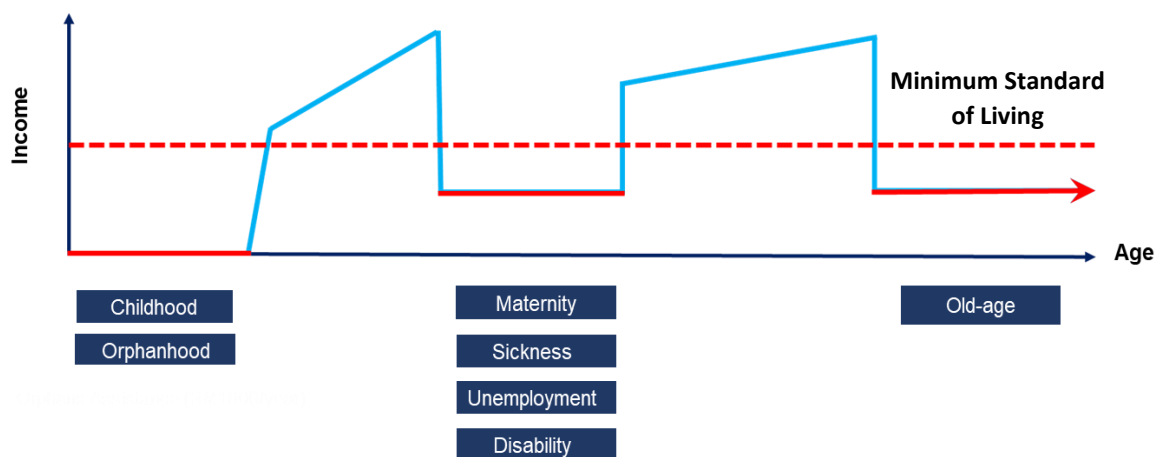 Income
Minimum Standard
of Living
Age
Childhood
Orphanhood
Maternity
Sickness
Unemployment
Disability
Old-age